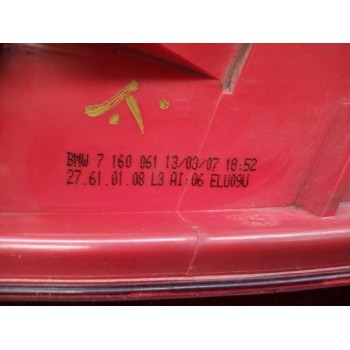 BMW 7 160 061 13/03/07 18:52
27.61.01.08 L3 AI:06 ELU09U